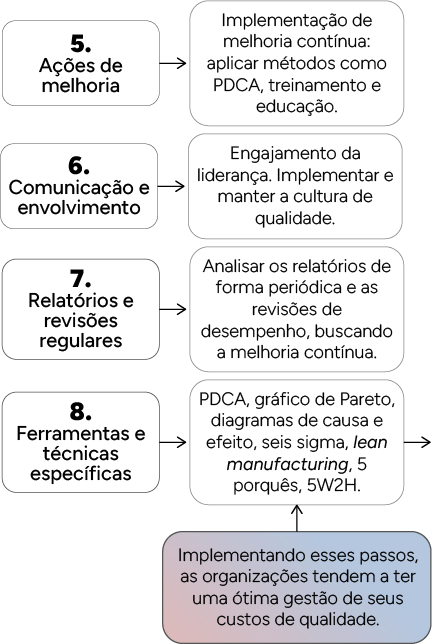 5.
Ações de
melhoria
Implementação de
melhoria contínua:
aplicar métodos como
PDCA, treinamento e
educação.
6.
Comunicação e
envolvimento
Engajamento da
liderança. Implementar e
manter a cultura de
qualidade.
7.
Relatórios e
revisões
regulares
Analisar os relatórios de
forma periódica e as
revisões de
desempenho, buscando
a melhoria contínua.
8.
Ferramentas e
técnicas
específicas
PDCA, gráfico de Pareto,
diagramas de causa e
efeito, seis sigma, lean
manufacturing, 5
porquês, 5W2H.
Implementando esses passos,
as organizações tendem a ter
uma ótima gestão de seus
custos de qualidade.